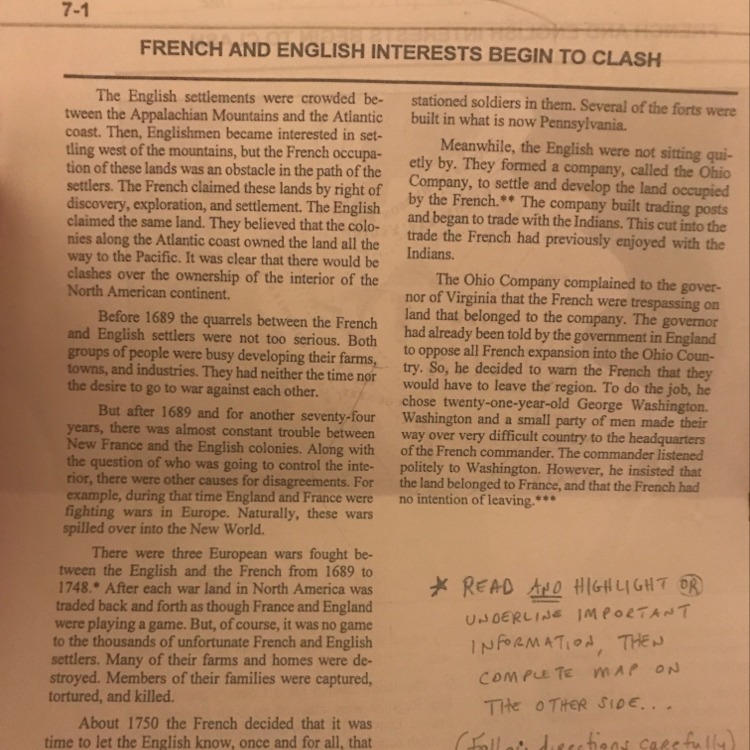 7-1
FRENCH AND ENGLISH INTERESTS BEGIN TO CLASH
The English settlements were crowded be-
tween the Appalachian Mountains and the Atlantic
coast. Then, Englishmen became interested in set-
tling west of the mountains, but the French occupa-
tion of these lands was an obstacle in the path of the
settlers. The French claimed these lands by right of
discovery, exploration, and settlement. The English
claimed the same land. They believed that the colo-
nies along the Atlantic coast owned the land all the
way to the Pacific. It was clear that there would be
clashes over the ownership of the interior of the
North American continent.
Before 1689 the quarrels between the French
and English settlers were not too serious. Both
groups of people were busy developing their farms,
towns, and industries. They had neither the time nor
the desire to go to war against each other.
But after 1689 and for another seventy-four
years, there was almost constant trouble between
New France and the English colonies. Along with
the question of who was going to control the inte-
rior, there were other causes for disagreements. For
example, during that time England and France were
fighting wars in Europe. Naturally, these wars
spilled over into the New World.
There were three European wars fought be-
tween the English and the French from 1689 to
1748.* After each war land in North America was
traded back and forth as though France and England
were playing a game. But, of course, it was no game
to the thousands of unfortunate French and English
settlers. Many of their farms and homes were de-
stroyed. Members of their families were captured,
tortured, and killed.
About 1750 the French decided that it was
time to let the English know, once and for all, that
stationed soldiers in them. Several of the forts were
built in what is now Pennsylvania.
Meanwhile, the English were not sitting qui-
etly by. They formed a company, called the Ohio
Company, to settle and develop the land occupied
by the French.** The company built trading posts
and began to trade with the Indians. This cut into the
trade the French had previously enjoyed with the
Indians.
The Ohio Company complained to the gover-
nor of Virginia that the French were trespassing on
land that belonged to the company. The governor
had already been told by the government in England
to oppose all French expansion into the Ohio Coun-
try. So, he decided to warn the French that they
would have to leave the region. To do the job, he
chose twenty-one-year-old George Washington.
Washington and a small party of men made their
way over very difficult country to the headquarters
of the French commander. The commander listened
politely to Washington. However, he insisted that
the land belonged to France, and that the French had
no intention of leaving.***
* READ AND HIGHLIGHT OR
UNDERLINE IMPORTANT
INFORMATION, THEN
COMPLETE MAP ON
THE OTHER SIDE...
(Follow directions carefully)